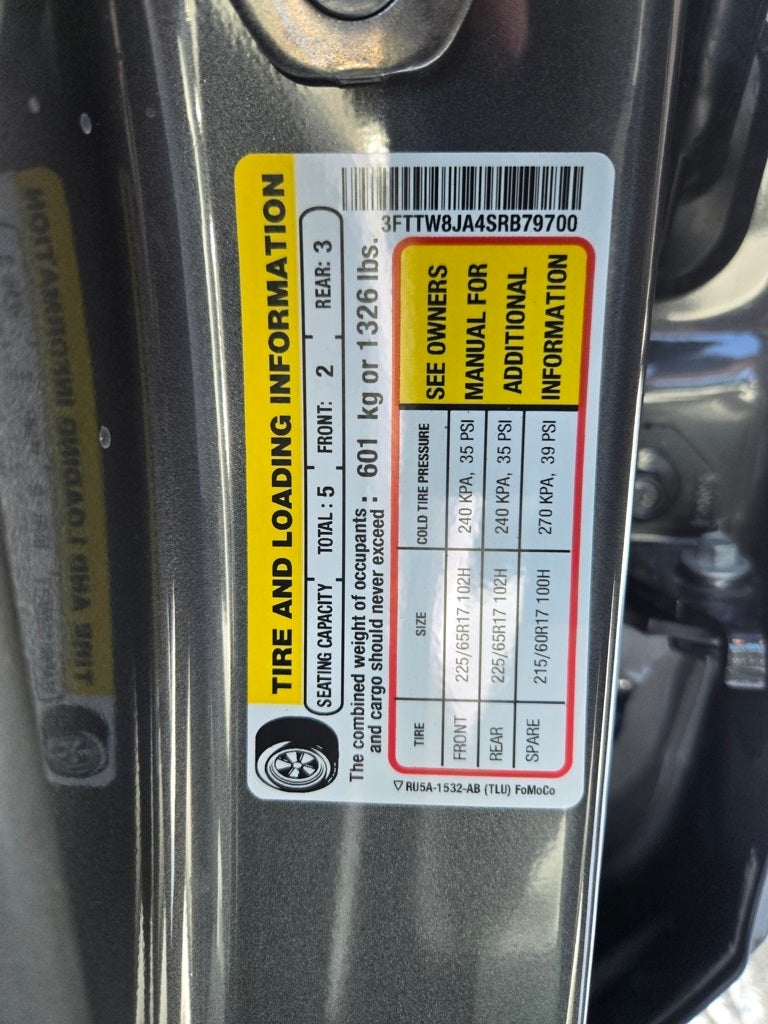 3FTTW8JA4SRB79700
TIRE AND LOADING INFORMATION
SEATING CAPACITY TOTAL : 5 FRONT: 2 REAR: 3
The combined weight of occupants : 601 kg or 1326 lbs.
and cargo should never exceed
TIRE SIZE COLD TIRE PRESSURE
FRONT 225/65R17 102H 240 KPA, 35 PSI
REAR 225/65R17 102H 240 KPA, 35 PSI
SPARE 215/60R17 100H 270 KPA, 39 PSI
SEE OWNERS
MANUAL FOR
ADDITIONAL
INFORMATION
RU5A-1532-AB (TLU) FoMoCo